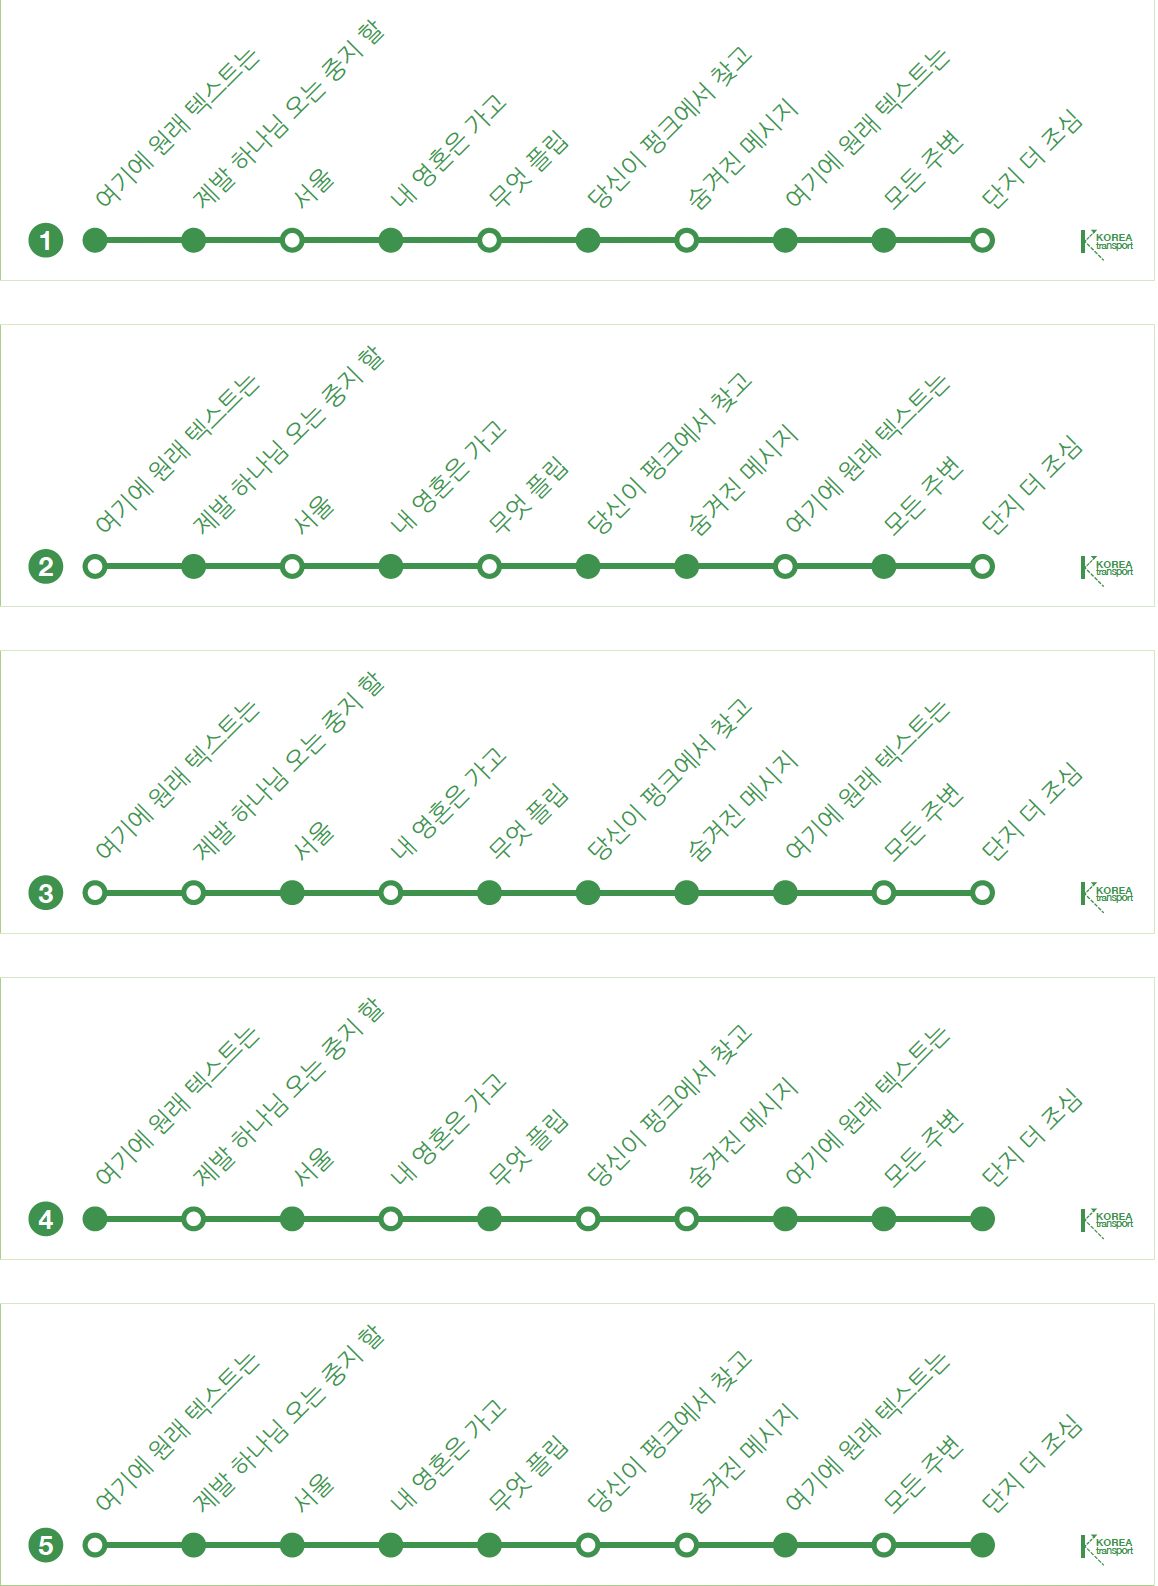 여기에 원래 텍스트는
제발 하나님 오는 중지 할
서울
내 영혼은 가고
무엇 플립
당신이 펑크에서 찾고
숨겨진 메시지
여기에 원래 텍스트는
모든 주변
단지 더 조심
1
KOREA
transport
여기에 원래 텍스트는
제발 하나님 오는 중지 할
서울
내 영혼은 가고
무엇 플립
당신이 펑크에서 찾고
숨겨진 메시지
여기에 원래 텍스트는
모든 주변
단지 더 조심
2
KOREA
transport
여기에 원래 텍스트는
제발 하나님 오는 중지 할
서울
내 영혼은 가고
무엇 플립
당신이 펑크에서 찾고
숨겨진 메시지
여기에 원래 텍스트는
모든 주변
단지 더 조심
3
KOREA
transport
여기에 원래 텍스트는
제발 하나님 오는 중지 할
서울
내 영혼은 가고
무엇 플립
당신이 펑크에서 찾고
숨겨진 메시지
여기에 원래 텍스트는
모든 주변
단지 더 조심
4
KOREA
transport
여기에 원래 텍스트는
제발 하나님 오는 중지 할
서울
내 영혼은 가고
무엇 플립
당신이 펑크에서 찾고
숨겨진 메시지
여기에 원래 텍스트는
모든 주변
단지 더 조심
5
KOREA
transport